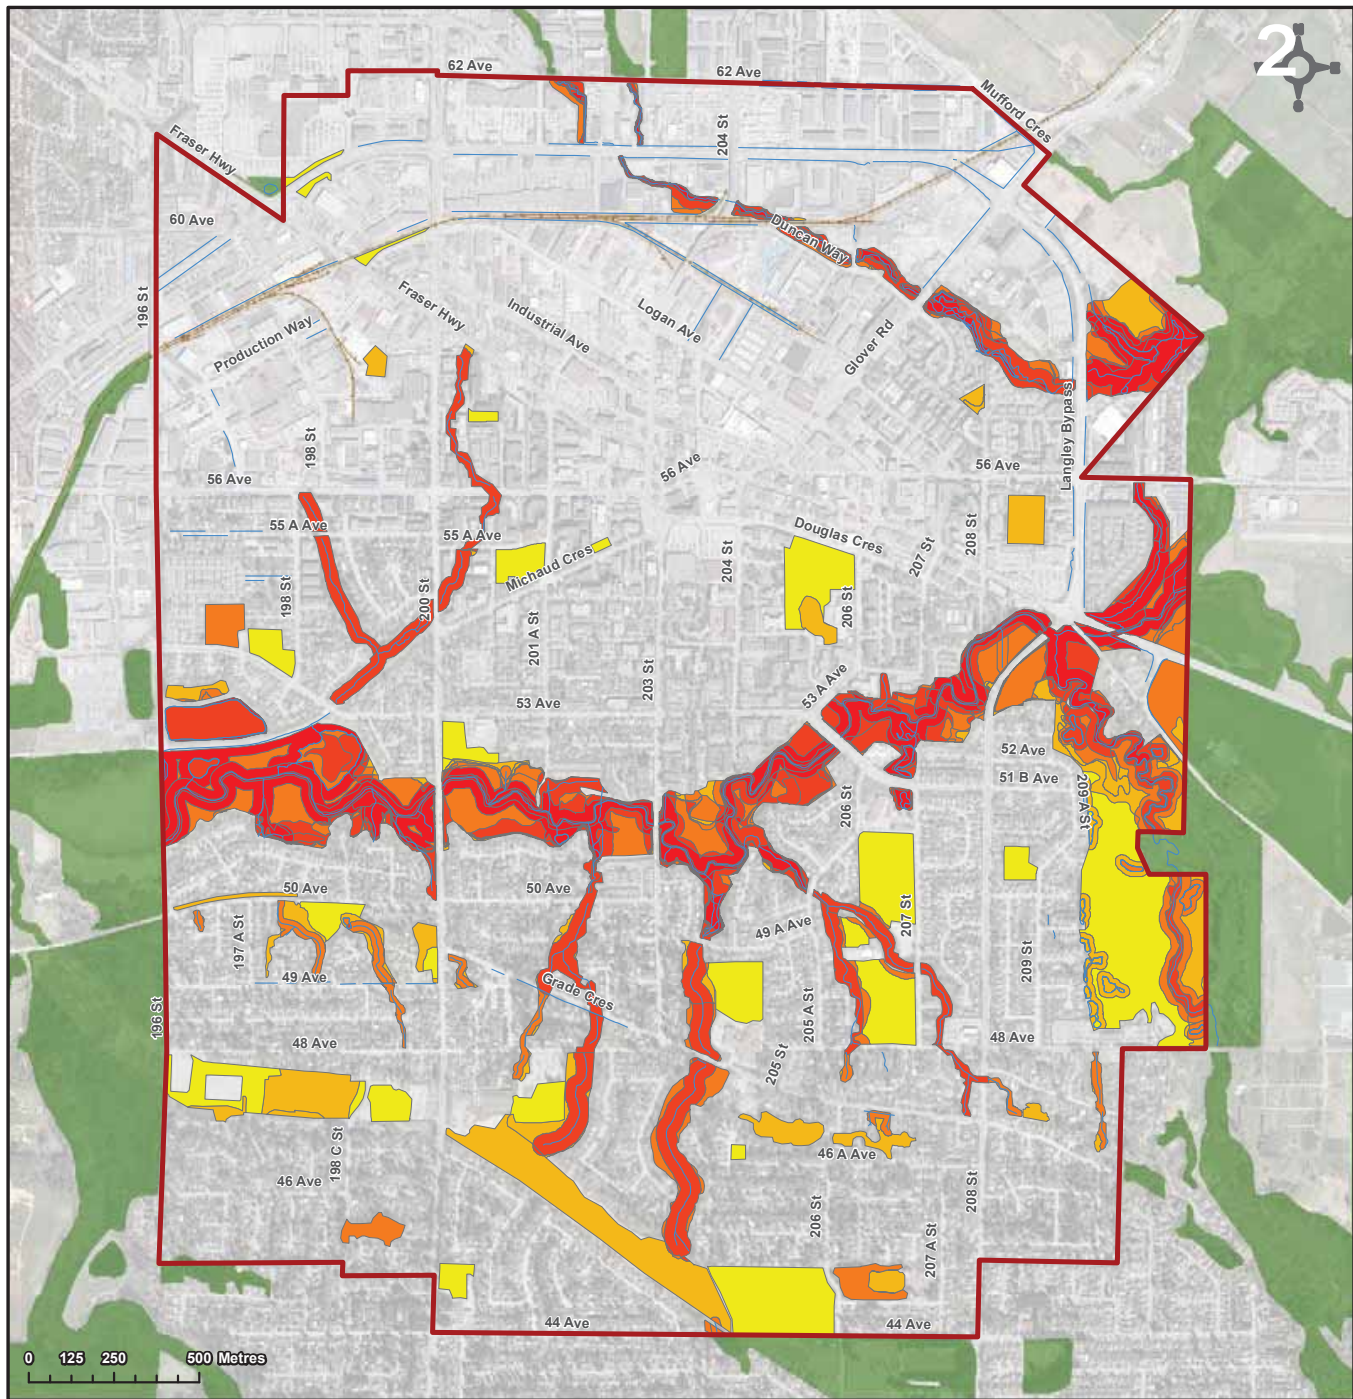 2
62 Ave
62 Ave
Mufford Cres
Fraser Hwy
204 St
60 Ave
Duncan Way
196 St
Fraser Hwy
Industrial Ave
Logan Ave
Production Way
Glover Rd
Langley Bypass
198 St
56 Ave
56 Ave
56 Ave
55 A Ave
55 A Ave
Douglas Cres
208 St
207 St
Michaud Cres
204 St
198 St
200 St
206 St
201 A St
203 St
53 A Ave
53 Ave
52 Ave
51 B Ave
206 St
209 A St
50 Ave
50 Ave
207 St
49 A Ave
197 A St
209 St
49 Ave
Grade Cres
205 A St
196 St
48 Ave
48 Ave
205 St
198 C St
46 A Ave
46 Ave
208 St
206 St
207 A St
44 Ave
44 Ave
0 125 250 500 Metres